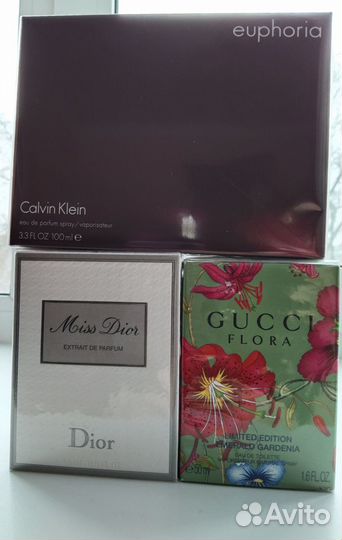 euphoria
Calvin Klein
eau de parfum spray/vaporisateur
3.3 FL OZ 100 ml e
Miss Dior
EXTRAIT DE PARFUM
Dior
GUCCI
FLORA
LIMITED EDITION
EMERALD GARDENIA
EAU DE TOILETTE
50ml 1.6 FL.OZ.
Avito